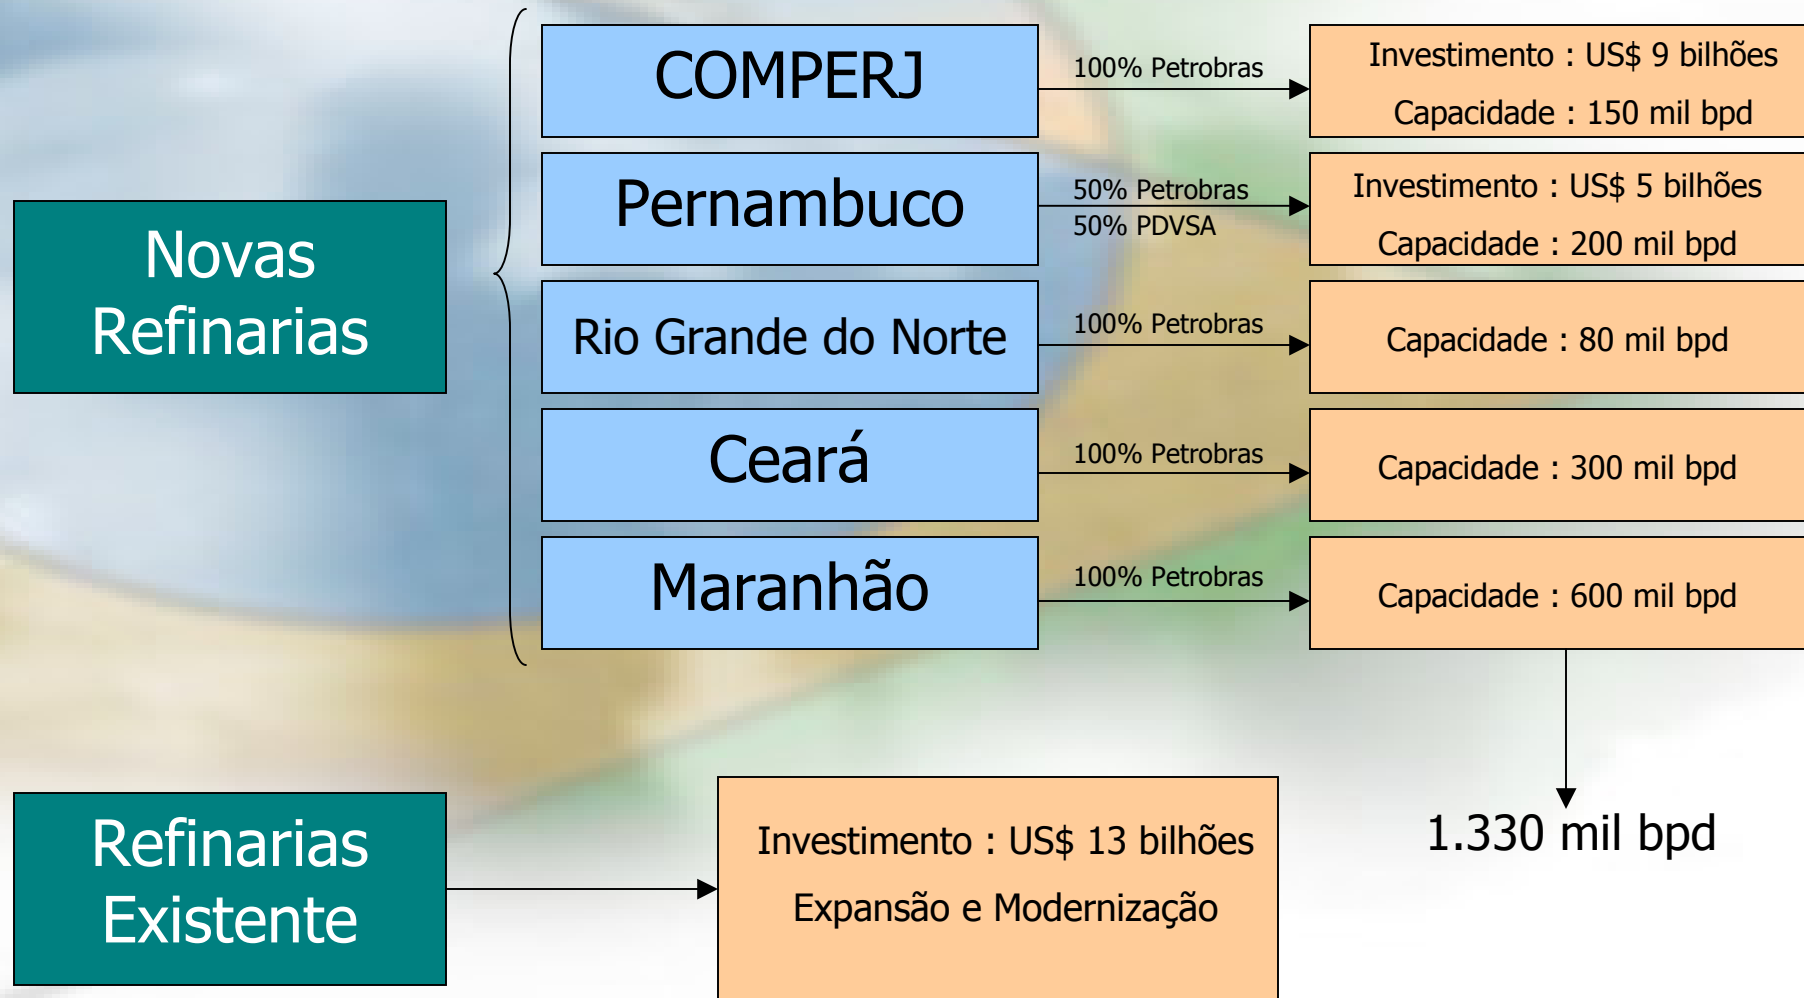 Novas
Refinarias
COMPERJ
100% Petrobras
Investimento : US$ 9 bilhões
Capacidade : 150 mil bpd
Pernambuco
50% Petrobras
50% PDVSA
Investimento : US$ 5 bilhões
Capacidade : 200 mil bpd
Rio Grande do Norte
100% Petrobras
Capacidade : 80 mil bpd
Ceará
100% Petrobras
Capacidade : 300 mil bpd
Maranhão
100% Petrobras
Capacidade : 600 mil bpd
1.330 mil bpd
Refinarias
Existente
Investimento : US$ 13 bilhões
Expansão e Modernização